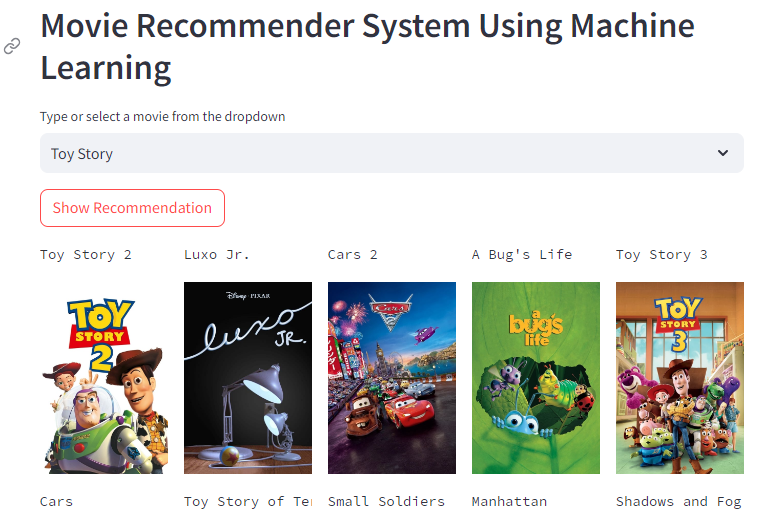 Movie Recommender System Using Machine
Learning
Type or select a movie from the dropdown
Toy Story
Show Recommendation
Toy Story 2 Luxo Jr. Cars 2 A Bug's Life Toy Story 3
TOY
STORY
2
Disney PIXAR
luxo
JR.
Cars 2
a
bug's
life
TOY
STORY
3
Cars Toy Story of Te Small Soldiers Manhattan Shadows and Fog